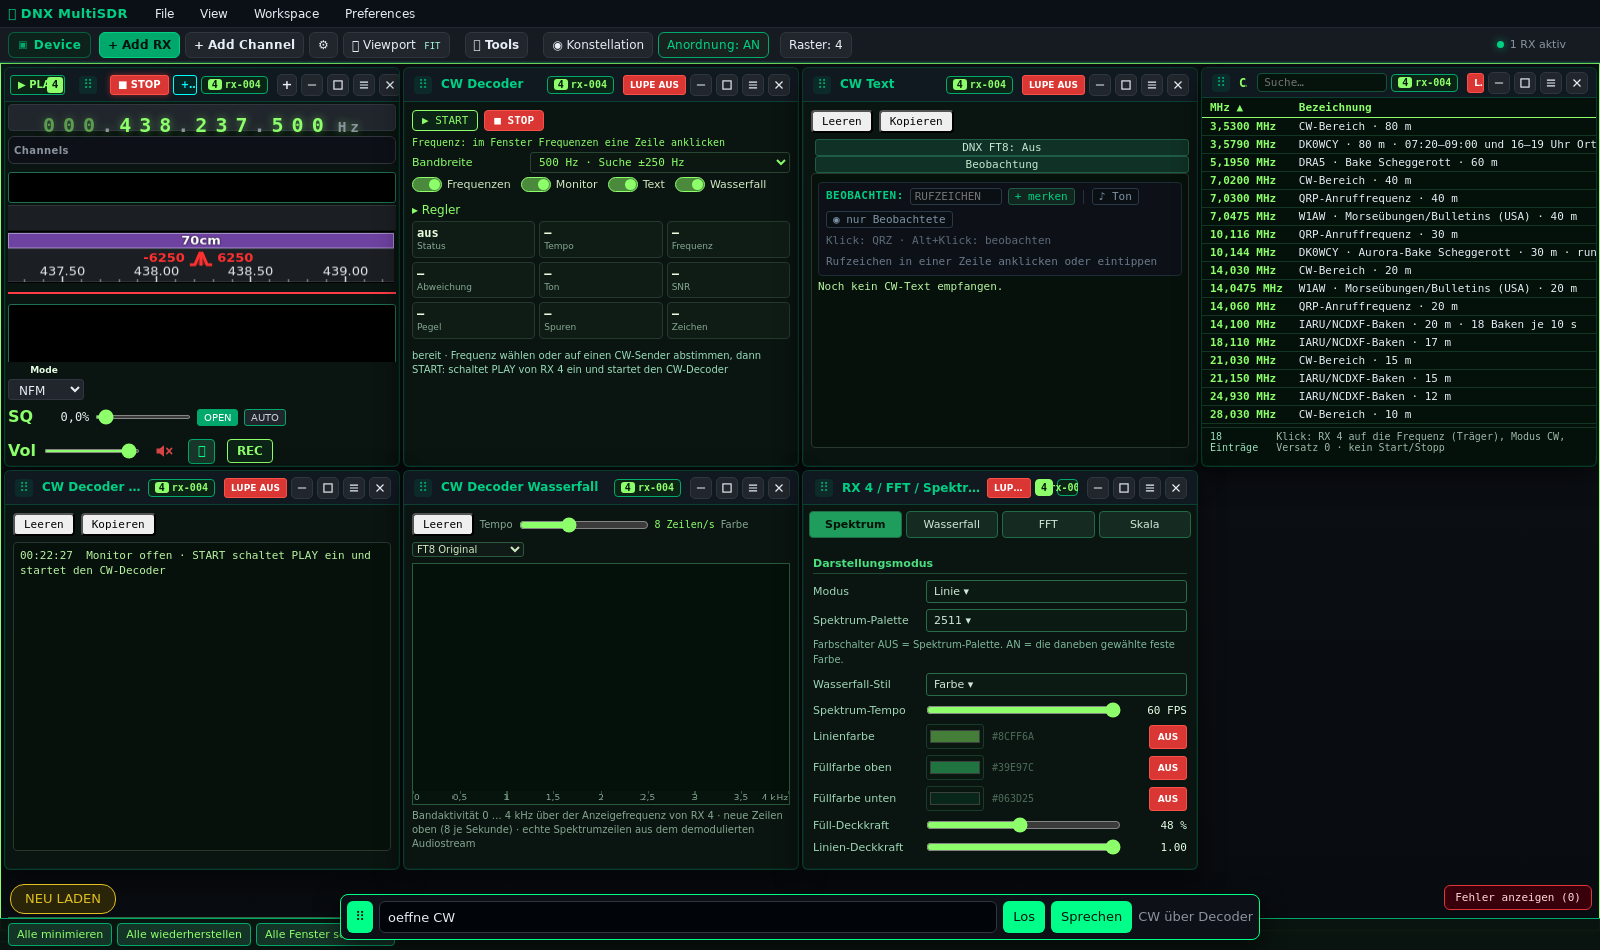 DNX MultiSDR File View Workspace Preferences
Device + Add RX + Add Channel Viewport FIT Tools Konstellation Anordnung: AN Raster: 4 1 RX aktiv
4 STOP 4 rx-004
000.438.237.500 Hz
Channels
70cm
-6250 6250
437.50 438.00 438.50 439.00
Mode
NFM
SQ 0,0% OPEN AUTO
Vol REC
CW Decoder 4 rx-004 LUPE AUS
START STOP
Frequenz: im Fenster Frequenzen eine Zeile anklicken
Bandbreite 500 Hz · Suche ±250 Hz
Frequenzen Monitor Text Wasserfall
▸ Regler
aus – –
Status Tempo Frequenz
– – –
Abweichung Ton SNR
– – –
Pegel Spuren Zeichen
bereit · Frequenz wählen oder auf einen CW-Sender abstimmen, dann
START: schaltet PLAY von RX 4 ein und startet den CW-Decoder
CW Text 4 rx-004 LUPE AUS
Leeren Kopieren
DNX FT8: Aus
Beobachtung
BEOBACHTEN: RUFZEICHEN + merken ♪ Ton
◉ nur Beobachtete
Klick: QRZ · Alt+Klick: beobachten
Rufzeichen in einer Zeile anklicken oder eintippen
Noch kein CW-Text empfangen.
C Suche… 4 rx-004
MHz ▲ Bezeichnung
3,5300 MHz CW-Bereich · 80 m
3,5790 MHz DK0WCY · 80 m · 07:20–09:00 und 16–19 Uhr Ort
5,1950 MHz DRA5 · Bake Scheggerott · 60 m
7,0200 MHz CW-Bereich · 40 m
7,0300 MHz QRP-Anruffrequenz · 40 m
7,0475 MHz W1AW · Morseübungen/Bulletins (USA) · 40 m
10,116 MHz QRP-Anruffrequenz · 30 m
10,144 MHz DK0WCY · Aurora-Bake Scheggerott · 30 m · run
14,030 MHz CW-Bereich · 20 m
14,0475 MHz W1AW · Morseübungen/Bulletins (USA) · 20 m
14,060 MHz QRP-Anruffrequenz · 20 m
14,100 MHz IARU/NCDXF-Baken · 20 m · 18 Baken je 10 s
18,110 MHz IARU/NCDXF-Baken · 17 m
21,030 MHz CW-Bereich · 15 m
21,150 MHz IARU/NCDXF-Baken · 15 m
24,930 MHz IARU/NCDXF-Baken · 12 m
28,030 MHz CW-Bereich · 10 m
18 Einträge Klick: RX 4 auf die Frequenz (Träger), Modus CW,
Versatz 0 · kein Start/Stopp
CW Decoder ... 4 rx-004 LUPE AUS
Leeren Kopieren
00:22:27 Monitor offen · START schaltet PLAY ein und
startet den CW-Decoder
CW Decoder Wasserfall 4 rx-004
Leeren Tempo 8 Zeilen/s Farbe
FT8 Original
0 0,5 1 1,5 2 2,5 3 3,5 4 kHz
Bandaktivität 0 … 4 kHz über der Anzeigefrequenz von RX 4 · neue Zeilen
oben (8 je Sekunde) · echte Spektrumzeilen aus dem demodulierten
Audiostream
RX 4 / FFT / Spektr... LUP... 4
Spektrum Wasserfall FFT Skala
Darstellungsmodus
Modus Linie ▾
Spektrum-Palette 2511 ▾
Farbschalter AUS = Spektrum-Palette. AN = die daneben gewählte feste
Farbe.
Wasserfall-Stil Farbe ▾
Spektrum-Tempo 60 FPS
Linienfarbe #8CFF6A AUS
Füllfarbe oben #39E97C AUS
Füllfarbe unten #063D25 AUS
Füll-Deckkraft 48 %
Linien-Deckkraft 1.00
NEU LADEN
Fehler anzeigen (0)
oeffne CW Los Sprechen CW über Decoder
Alle minimieren Alle wiederherstellen Alle Fenster